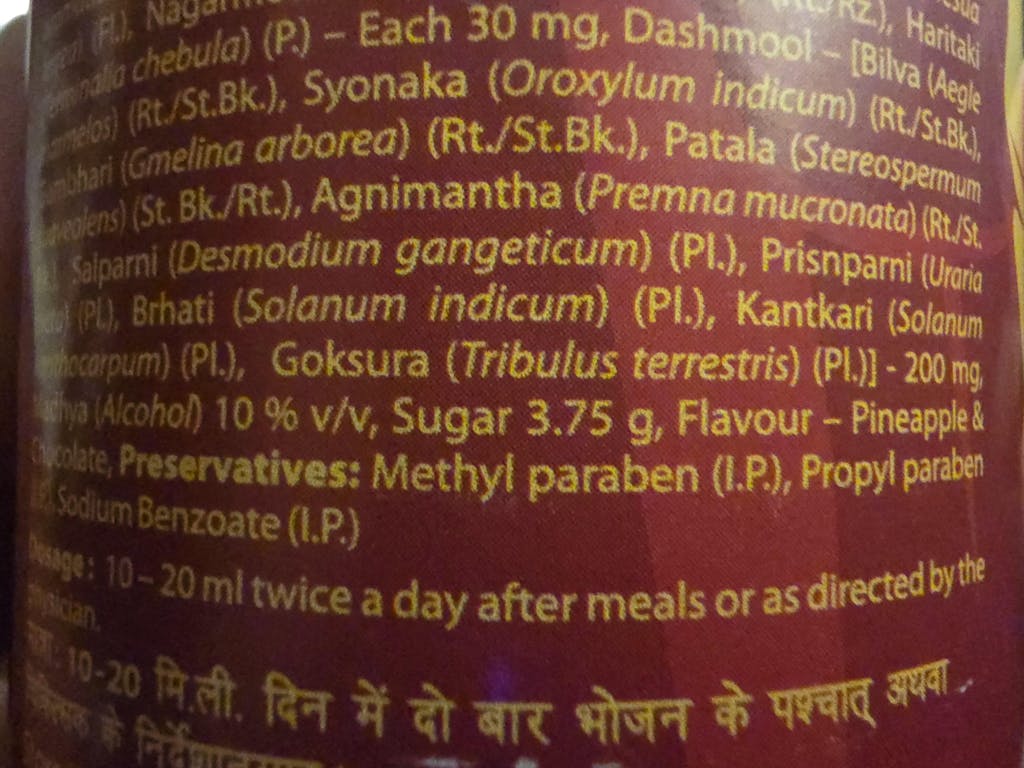 (Fl.), Haritaki
chebula) (P.) – Each 30 mg, Dashmool – [Bilva (Aegle
(Rt./St.Bk.), Syonaka (Oroxylum indicum) (Rt./St.Bk.),
(Gmelina arborea) (Rt./St.Bk.), Patala (Stereospermum
(St. Bk./Rt.), Agnimantha (Premna mucronata) (Rt./St.
Salparni (Desmodium gangeticum) (Pl.), Prisnparni (Uraria
(Pl.), Brhati (Solanum indicum) (Pl.), Kantkari (Solanum
(Pl.), Goksura (Tribulus terrestris) (Pl.)] - 200 mg,
(Alcohol) 10 % v/v, Sugar 3.75 g, Flavour – Pineapple &
Chocolate, Preservatives: Methyl paraben (I.P.), Propyl paraben
Sodium Benzoate (I.P.)
Dosage: 10 – 20 ml twice a day after meals or as directed by the
physician.
10-20 मि.ली. दिन में दो बार भोजन के पश्चात् अथवा
के